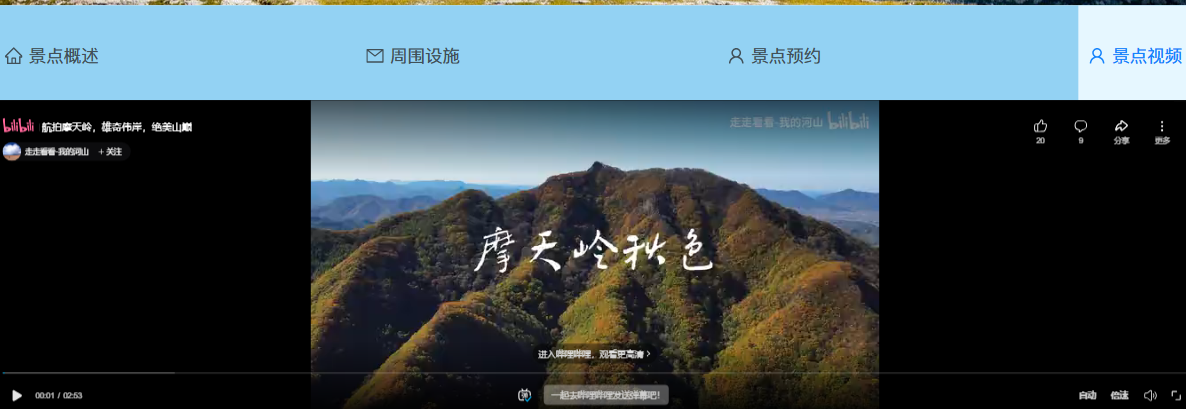 景点概述
周围设施
景点预约
景点视频
bilibili 航拍摩天岭，雄奇伟岸，绝美山巅
走走看看-我的河山 + 关注
走走看看-我的河山 bilibili
20
9
分享
更多
摩天岭秋色
进入哔哩哔哩，观看更高清 >
00:01 / 02:53
弹
一起去哔哩哔哩发送弹幕吧！
自动
倍速